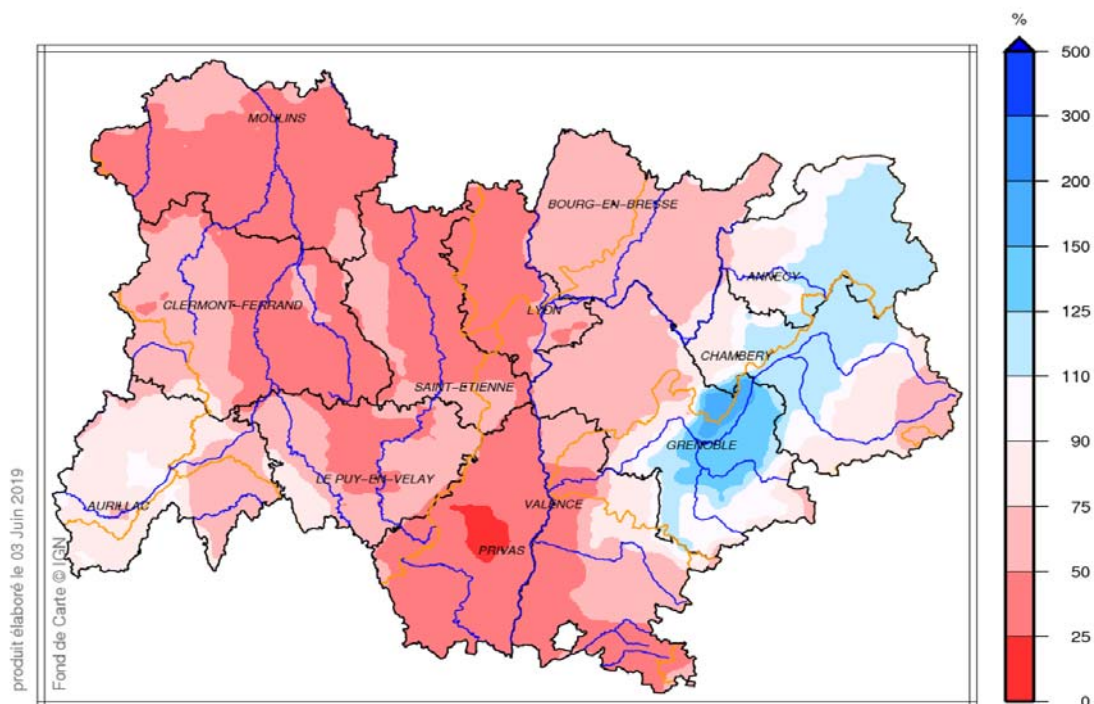 %
500
300
200
150
125
110
90
75
50
25
0
MOULINS
BOURG-EN-BRESSE
ANNECY
CLERMONT-FERRAND
LYON
CHAMBERY
SAINT-ETIENNE
GRENOBLE
LE PUY-EN-VELAY
AURILLAC
VALENCE
PRIVAS
produit élaboré le 03 Juin 2019
Fond de Carte © IGN